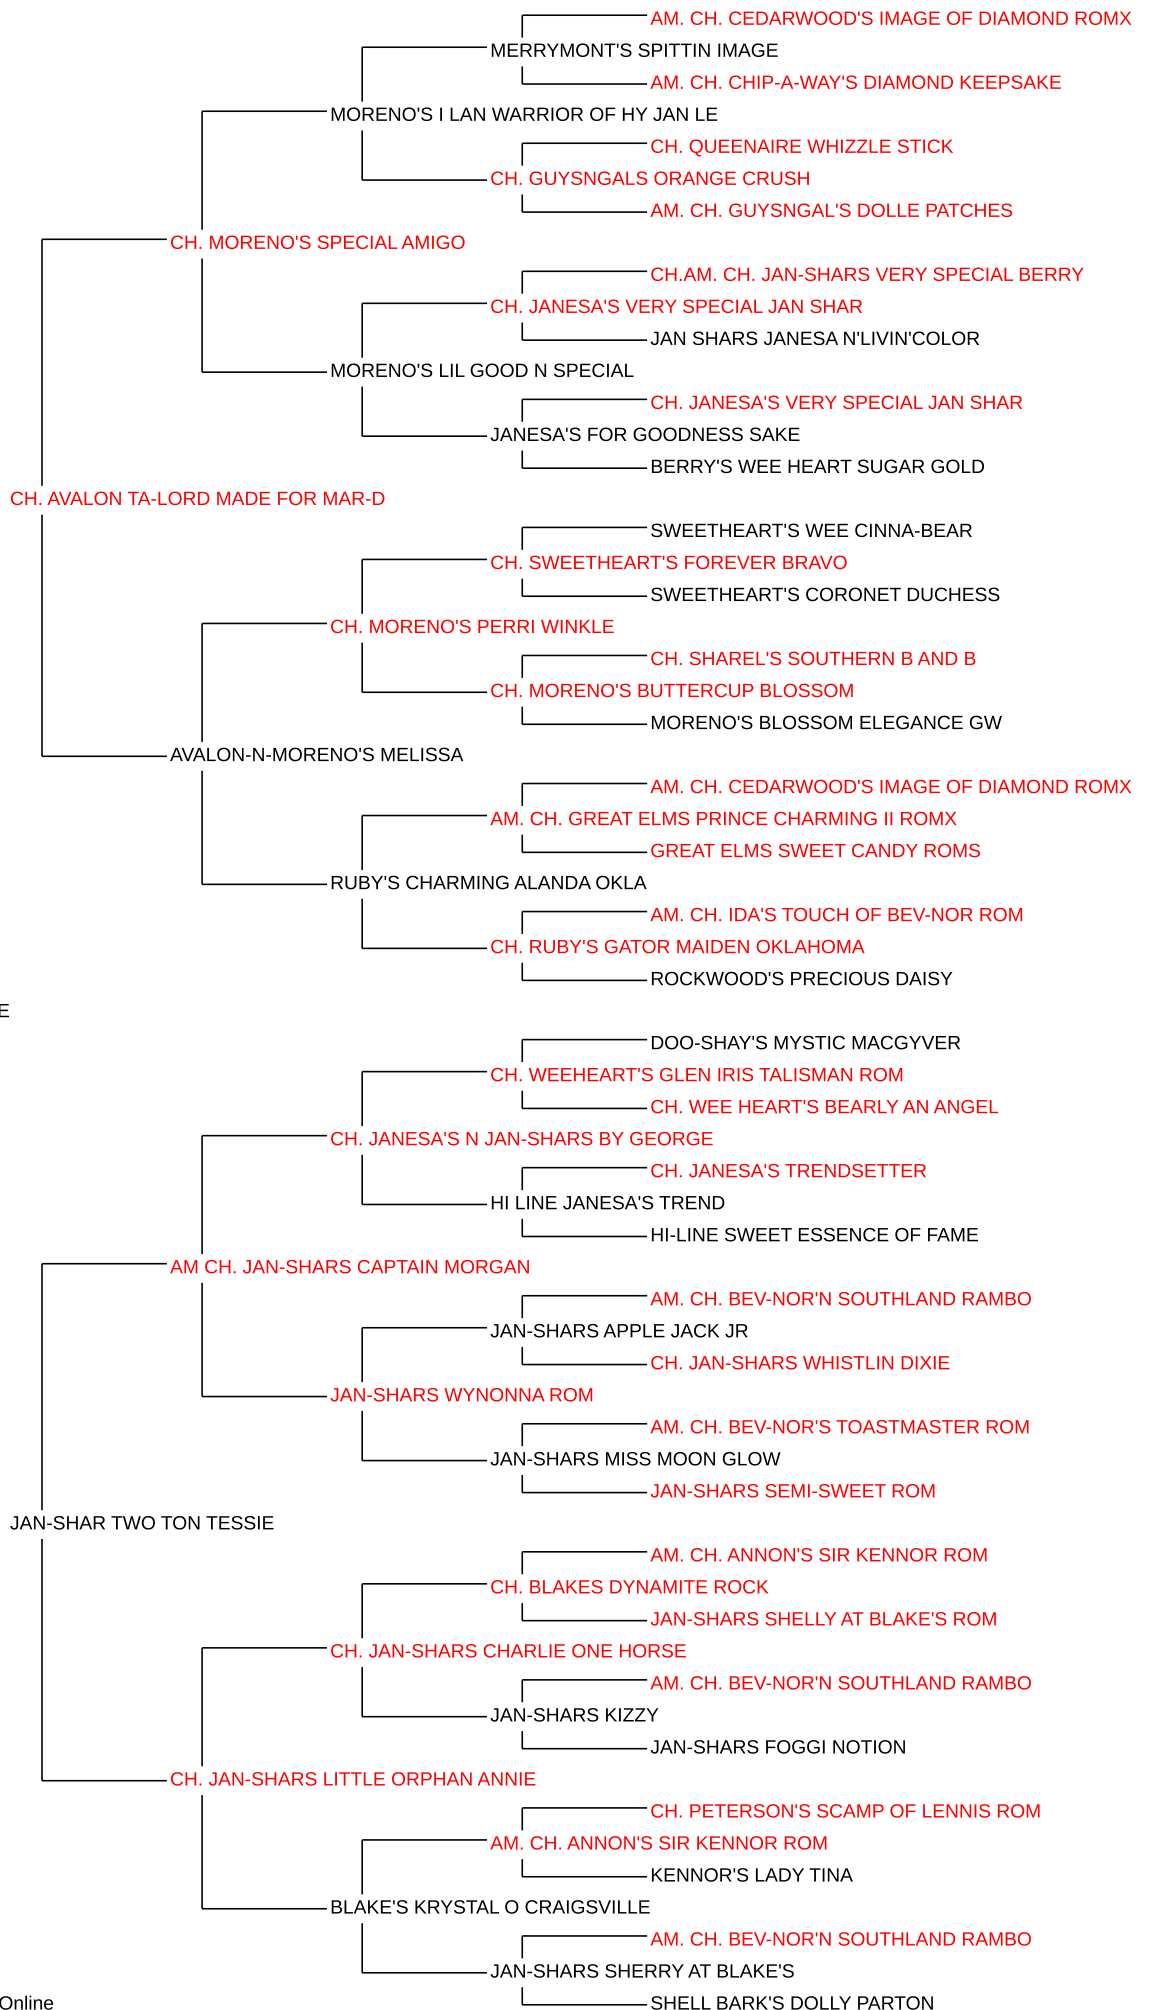 AM. CH. CEDARWOOD'S IMAGE OF DIAMOND ROMX
MERRYMONT'S SPITTIN IMAGE
AM. CH. CHIP-A-WAY'S DIAMOND KEEPSAKE
MORENO'S I LAN WARRIOR OF HY JAN LE
CH. QUEENAIRE WHIZZLE STICK
CH. GUYSNGALS ORANGE CRUSH
AM. CH. GUYSNGAL'S DOLLE PATCHES
CH. MORENO'S SPECIAL AMIGO
CH.AM. CH. JAN-SHARS VERY SPECIAL BERRY
CH. JANESA'S VERY SPECIAL JAN SHAR
JAN SHARS JANESA N'LIVIN'COLOR
MORENO'S LIL GOOD N SPECIAL
CH. JANESA'S VERY SPECIAL JAN SHAR
JANESA'S FOR GOODNESS SAKE
BERRY'S WEE HEART SUGAR GOLD
CH. AVALON TA-LORD MADE FOR MAR-D
SWEETHEART'S WEE CINNA-BEAR
CH. SWEETHEART'S FOREVER BRAVO
SWEETHEART'S CORONET DUCHESS
CH. MORENO'S PERRI WINKLE
CH. SHAREL'S SOUTHERN B AND B
CH. MORENO'S BUTTERCUP BLOSSOM
MORENO'S BLOSSOM ELEGANCE GW
AVALON-N-MORENO'S MELISSA
AM. CH. CEDARWOOD'S IMAGE OF DIAMOND ROMX
AM. CH. GREAT ELMS PRINCE CHARMING II ROMX
GREAT ELMS SWEET CANDY ROMS
RUBY'S CHARMING ALANDA OKLA
AM. CH. IDA'S TOUCH OF BEV-NOR ROM
CH. RUBY'S GATOR MAIDEN OKLAHOMA
ROCKWOOD'S PRECIOUS DAISY
E
DOO-SHAY'S MYSTIC MACGYVER
CH. WEEHEART'S GLEN IRIS TALISMAN ROM
CH. WEE HEART'S BEARLY AN ANGEL
CH. JANESA'S N JAN-SHARS BY GEORGE
CH. JANESA'S TRENDSETTER
HI LINE JANESA'S TREND
HI-LINE SWEET ESSENCE OF FAME
AM CH. JAN-SHARS CAPTAIN MORGAN
AM. CH. BEV-NOR'N SOUTHLAND RAMBO
JAN-SHARS APPLE JACK JR
CH. JAN-SHARS WHISTLIN DIXIE
JAN-SHARS WYNONNA ROM
AM. CH. BEV-NOR'S TOASTMASTER ROM
JAN-SHARS MISS MOON GLOW
JAN-SHARS SEMI-SWEET ROM
JAN-SHAR TWO TON TESSIE
AM. CH. ANNON'S SIR KENNOR ROM
CH. BLAKES DYNAMITE ROCK
JAN-SHARS SHELLY AT BLAKE'S ROM
CH. JAN-SHARS CHARLIE ONE HORSE
AM. CH. BEV-NOR'N SOUTHLAND RAMBO
JAN-SHARS KIZZY
JAN-SHARS FOGGI NOTION
CH. JAN-SHARS LITTLE ORPHAN ANNIE
CH. PETERSON'S SCAMP OF LENNIS ROM
AM. CH. ANNON'S SIR KENNOR ROM
KENNOR'S LADY TINA
BLAKE'S KRYSTAL O CRAIGSVILLE
AM. CH. BEV-NOR'N SOUTHLAND RAMBO
JAN-SHARS SHERRY AT BLAKE'S
SHELL BARK'S DOLLY PARTON
Online